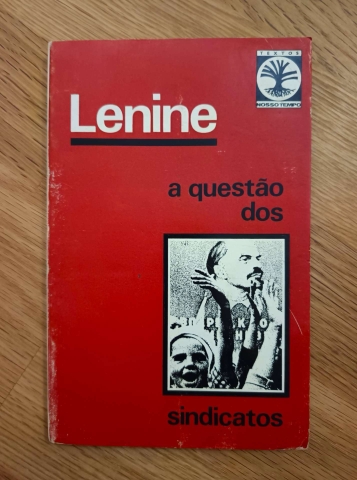 TEXTOS
NOSSO TEMPO
Lenine
a questão
dos
sindicatos